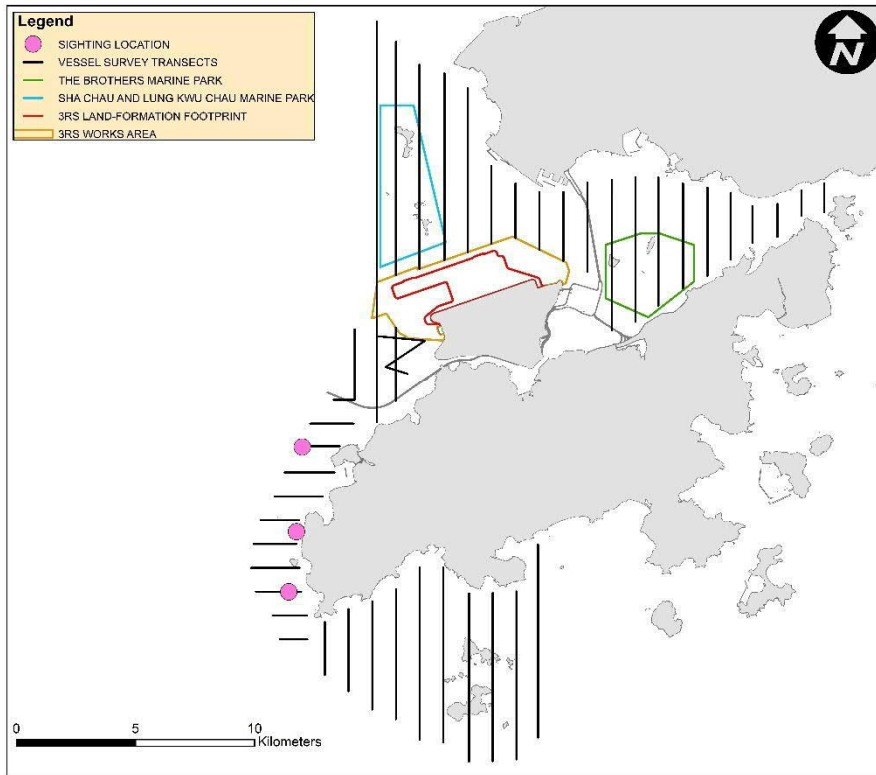 Legend
SIGHTING LOCATION
VESSEL SURVEY TRANSECTS
THE BROTHERS MARINE PARK
SHA CHAU AND LUNG KWU CHAU MARINE PARK
3RS LAND-FORMATION FOOTPRINT
3RS WORKS AREA
N
0 5 10
Kilometers